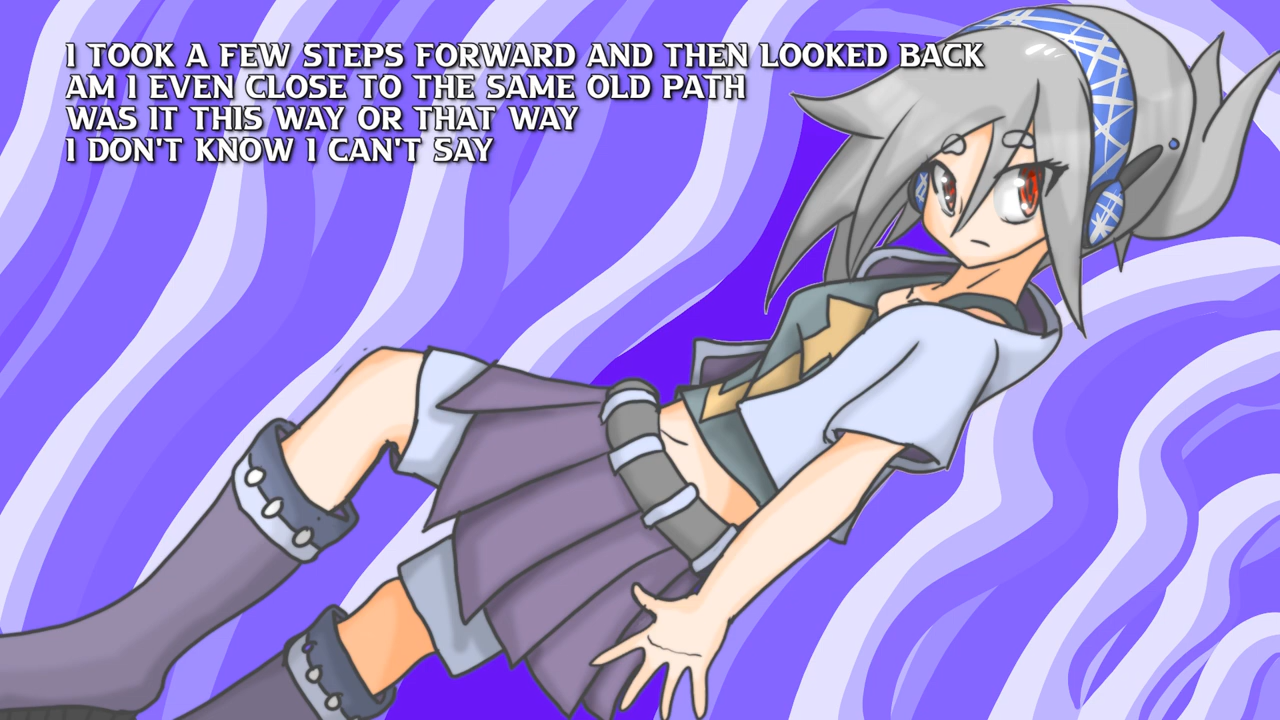 I TOOK A FEW STEPS FORWARD AND THEN LOOKED BACK
AM I EVEN CLOSE TO THE SAME OLD PATH
WAS IT THIS WAY OR THAT WAY
I DON'T KNOW I CAN'T SAY